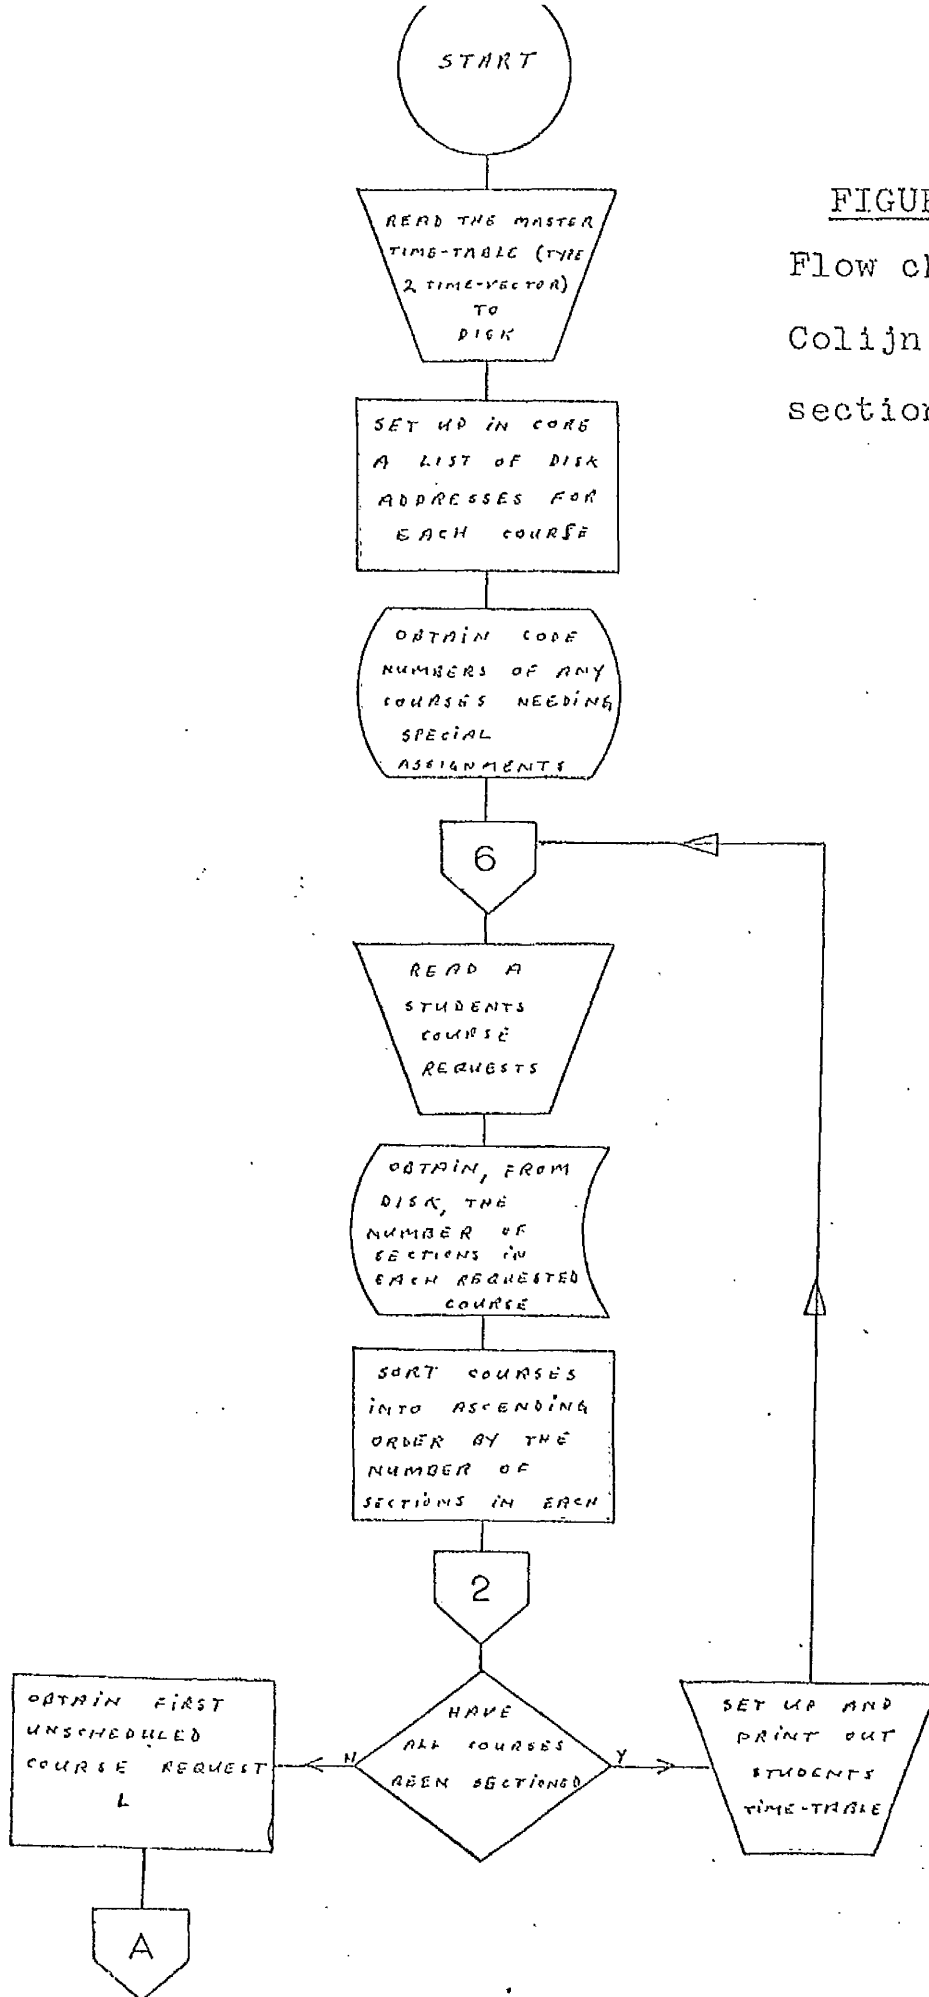 START
READ THE MASTER
TIME-TABLE (TYPE
2 TIME-VECTOR)
TO
DISK
FIGUR
Flow ch
Colijn
section
SET UP IN CORE
A LIST OF DISK
ADDRESSES FOR
EACH COURSE
OBTAIN CODE
NUMBERS OF ANY
COURSES NEEDING
SPECIAL
ASSIGNMENTS
6
READ A
STUDENTS
COURSE
REQUESTS
OBTAIN, FROM
DISK, THE
NUMBER OF
SECTIONS IN
EACH REQUESTED
COURSE
SORT COURSES
INTO ASCENDING
ORDER BY THE
NUMBER OF
SECTIONS IN EACH
2
HAVE
ALL COURSES
BEEN SECTIONED
N
Y
OBTAIN FIRST
UNSCHEDULED
COURSE REQUEST
L
SET UP AND
PRINT OUT
STUDENTS
TIME-TABLE
A